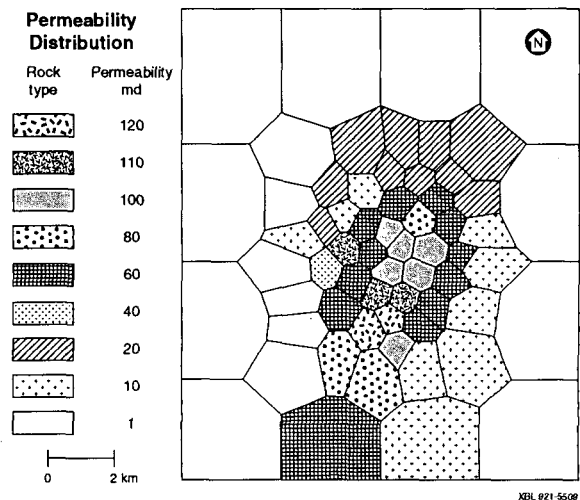 Permeability
Distribution
Rock type
Permeability md
120
110
100
80
60
40
20
10
1
0 2 km
N
XBL 921-5509